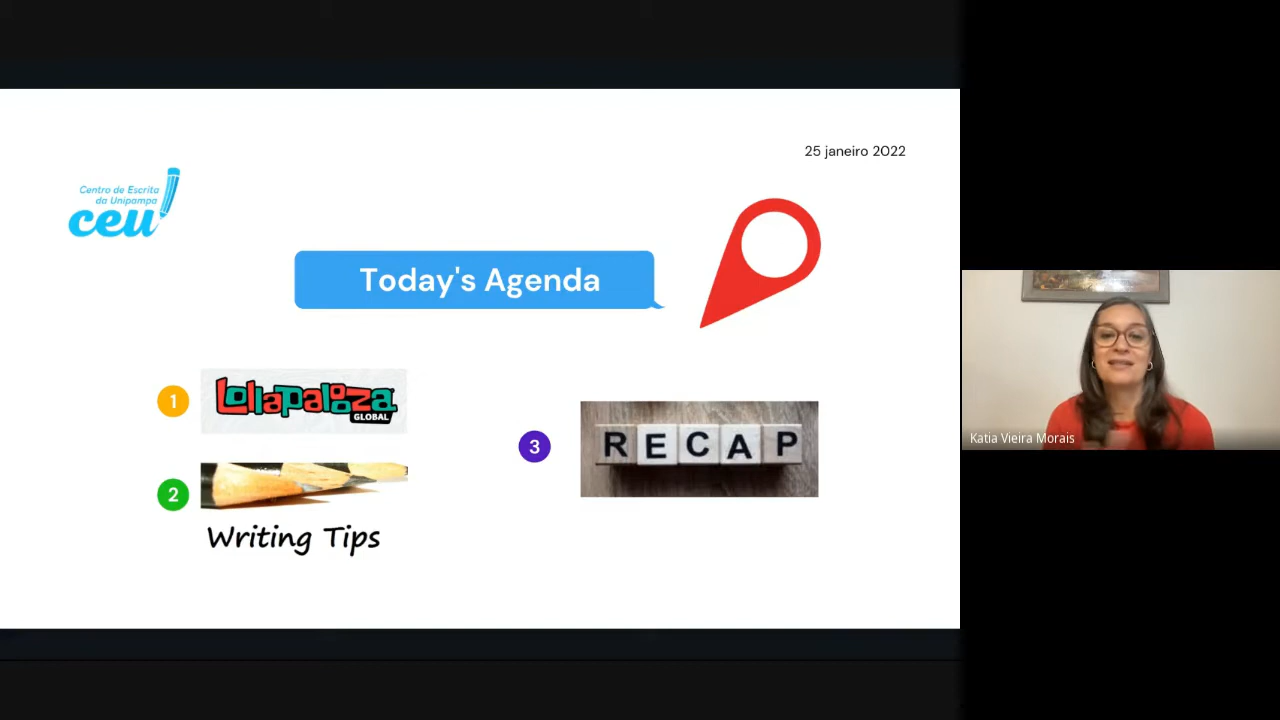 25 janeiro 2022
Centro de Escrita
da Unipampa
ceu
Today's Agenda
1
Lollapalooza
GLOBAL
2
Writing Tips
3
RECAP
Katia Vieira Morais